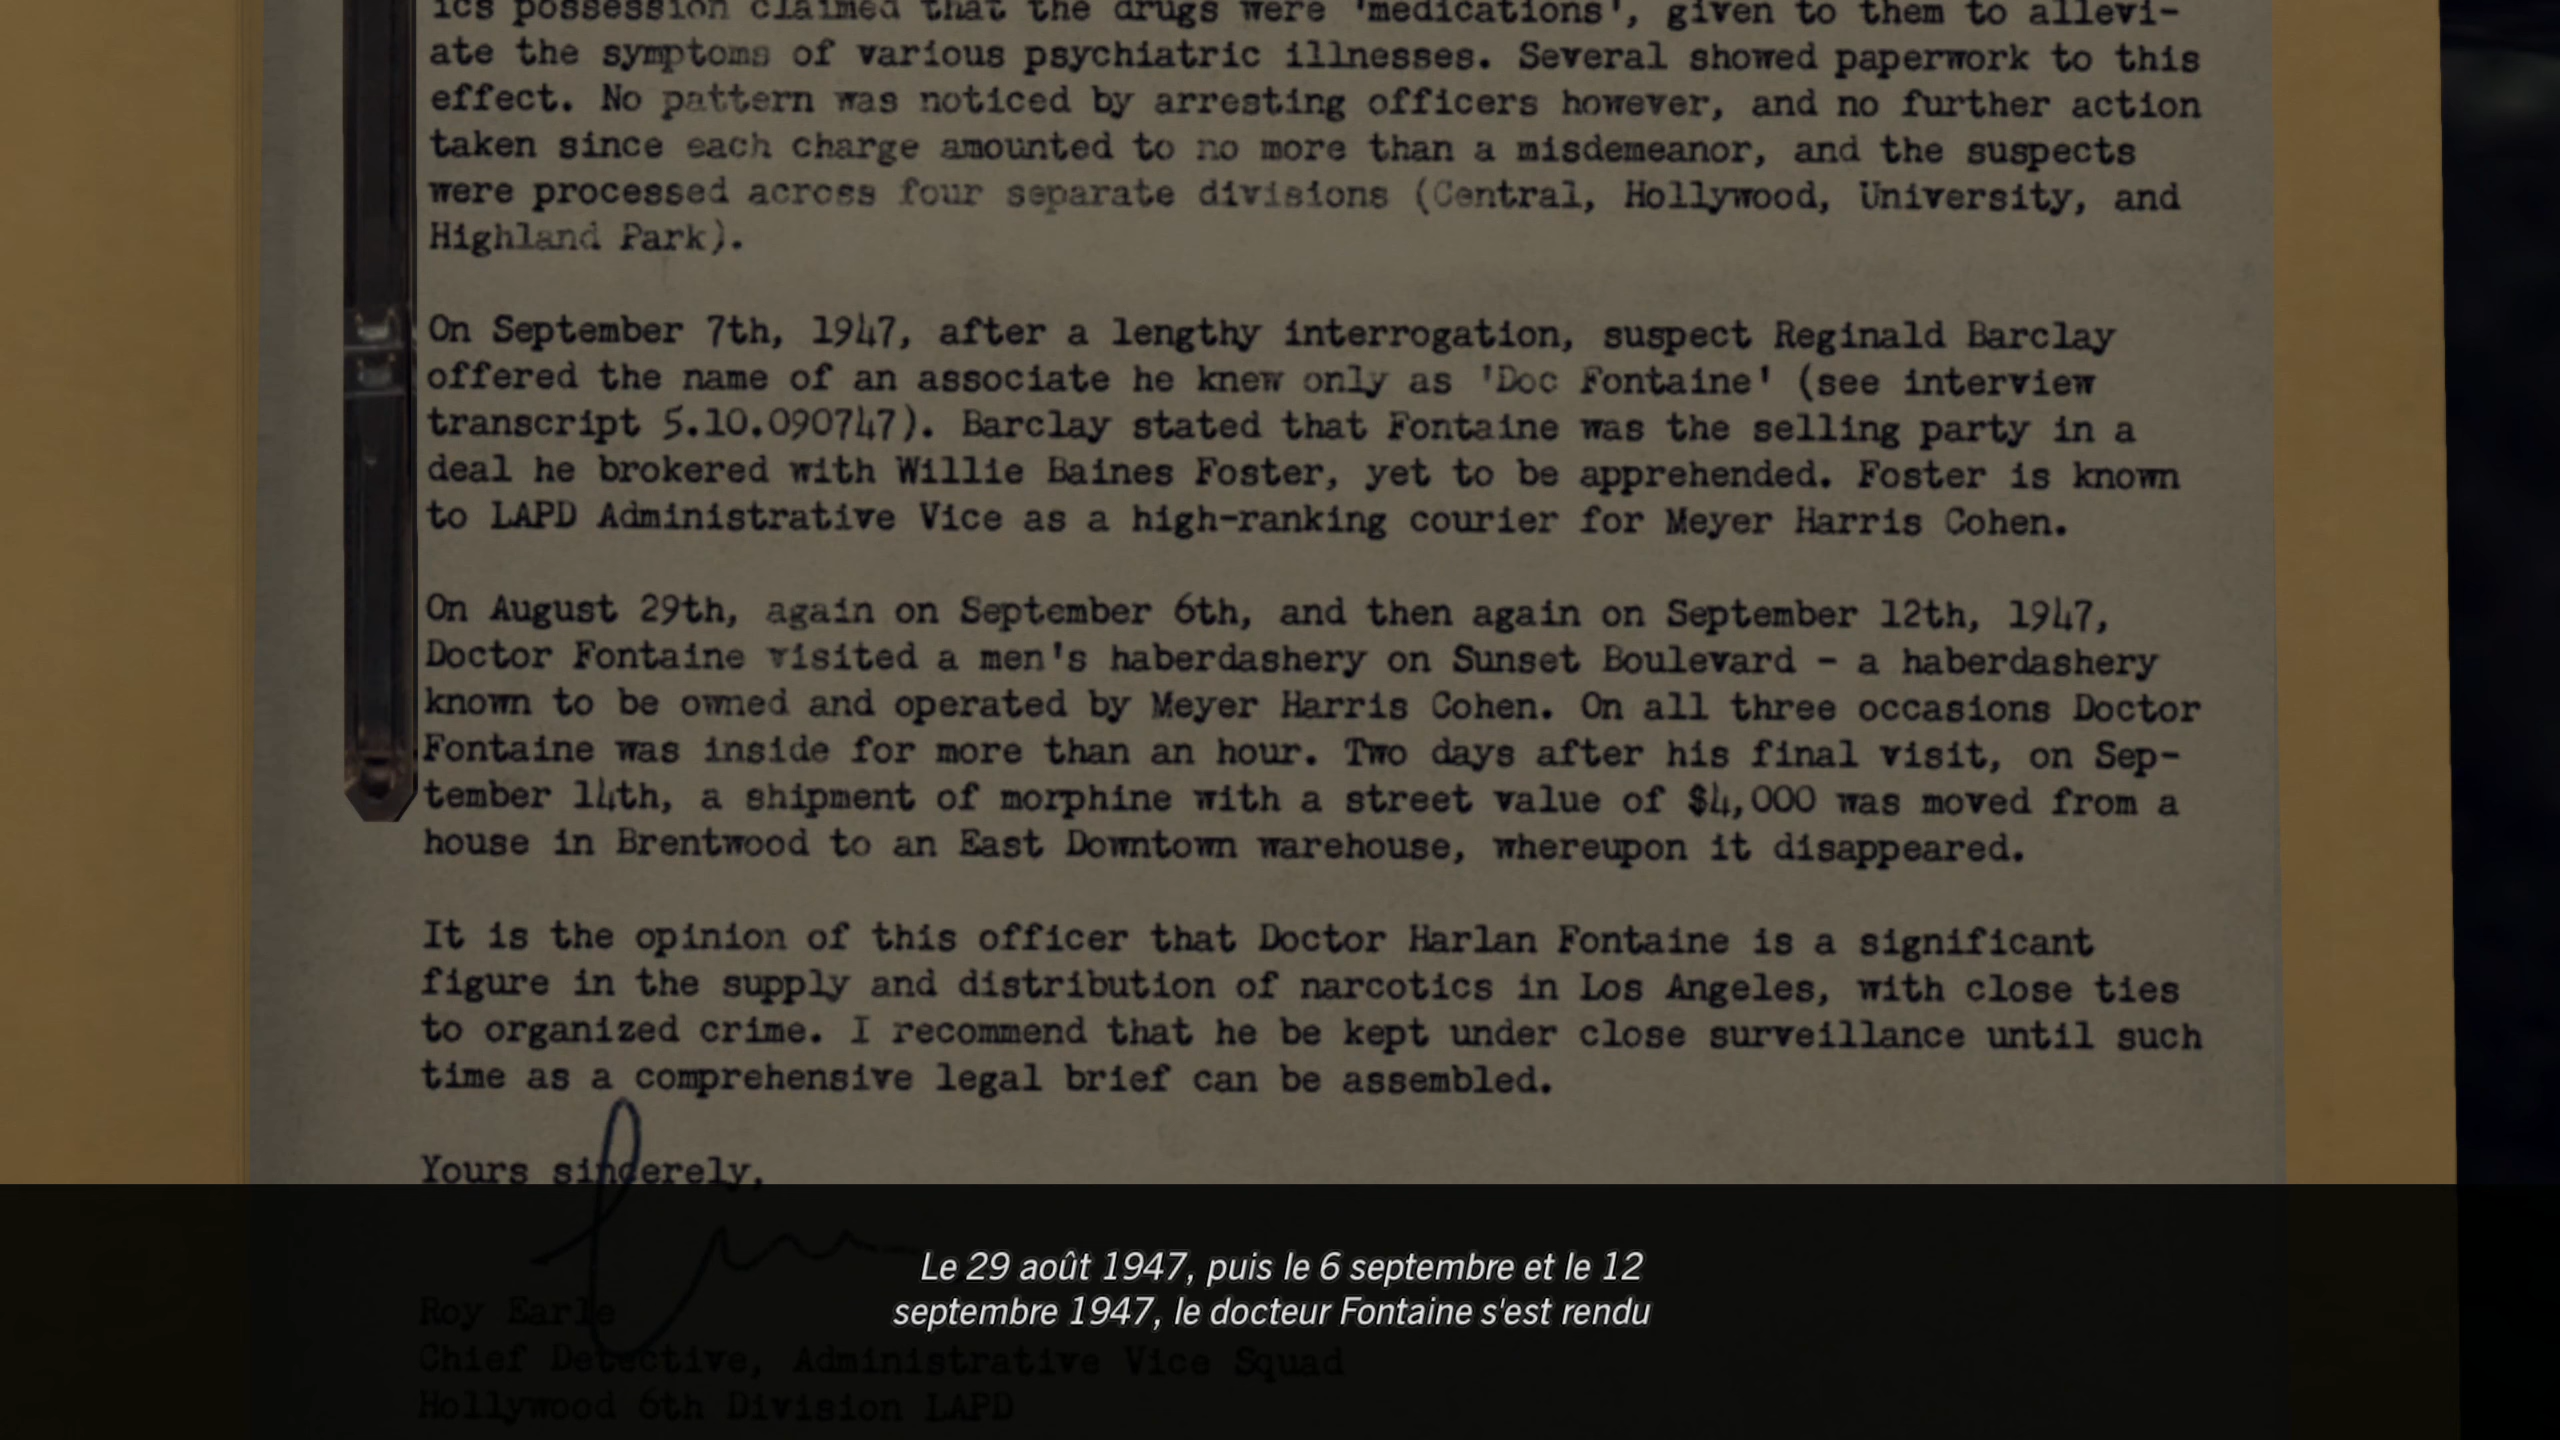 ics possession claimed that the drugs were 'medications', given to them to allevi-
ate the symptoms of various psychiatric illnesses. Several showed paperwork to this
effect. No pattern was noticed by arresting officers however, and no further action
taken since each charge amounted to no more than a misdemeanor, and the suspects
were processed across four separate divisions (Central, Hollywood, University, and
Highland Park).
On September 7th, 1947, after a lengthy interrogation, suspect Reginald Barclay
offered the name of an associate he knew only as 'Doc Fontaine' (see interview
transcript 5.10.090747). Barclay stated that Fontaine was the selling party in a
deal he brokered with Willie Baines Foster, yet to be apprehended. Foster is known
to LAPD Administrative Vice as a high-ranking courier for Meyer Harris Cohen.
On August 29th, again on September 6th, and then again on September 12th, 1947,
Doctor Fontaine visited a men's haberdashery on Sunset Boulevard - a haberdashery
known to be owned and operated by Meyer Harris Cohen. On all three occasions Doctor
Fontaine was inside for more than an hour. Two days after his final visit, on Sep-
tember 14th, a shipment of morphine with a street value of $4,000 was moved from a
house in Brentwood to an East Downtown warehouse, whereupon it disappeared.
It is the opinion of this officer that Doctor Harlan Fontaine is a significant
figure in the supply and distribution of narcotics in Los Angeles, with close ties
to organized crime. I recommend that he be kept under close surveillance until such
time as a comprehensive legal brief can be assembled.
Yours sincerely,
Roy Earle
Chief Detective, Administrative Vice Squad
Hollywood 6th Division LAPD
Le 29 août 1947, puis le 6 septembre et le 12
septembre 1947, le docteur Fontaine s'est rendu